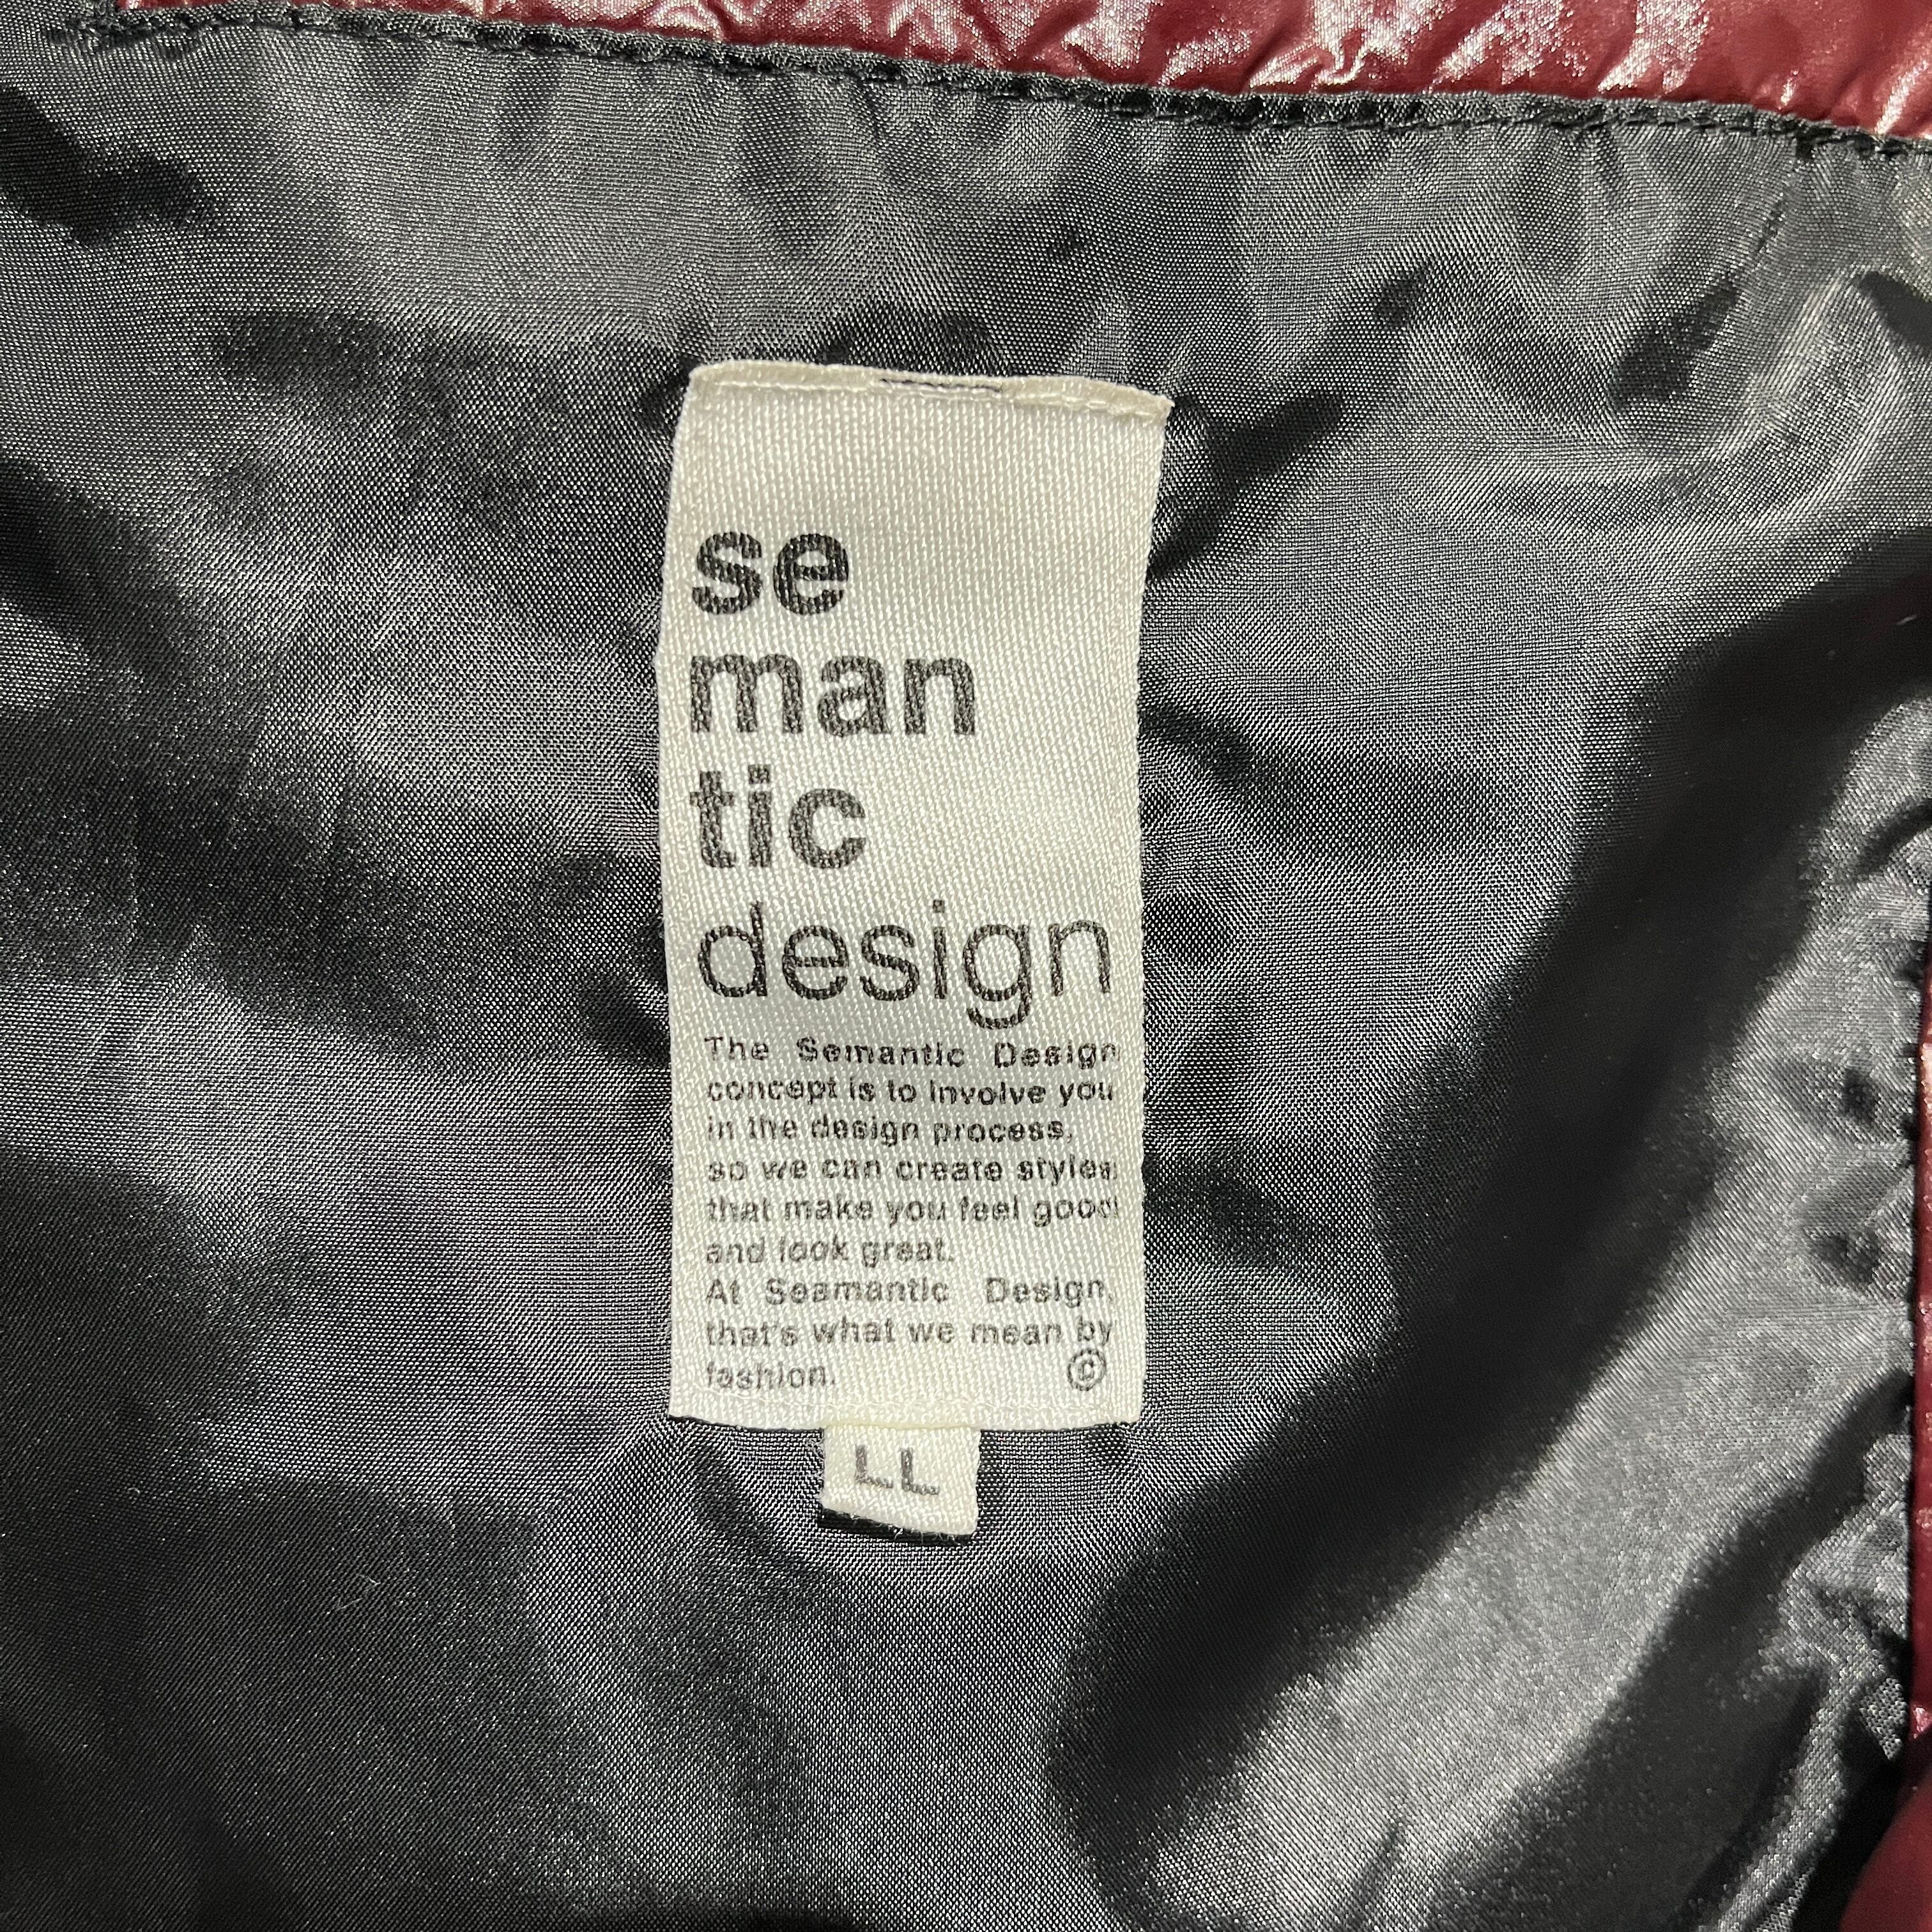 se
man
tic
design
The Semantic Design
concept is to involve you
in the design process,
so we can create styles
that make you feel good
and look great.
At Seamantic Design,
that's what we mean by
fashion. ©
LL